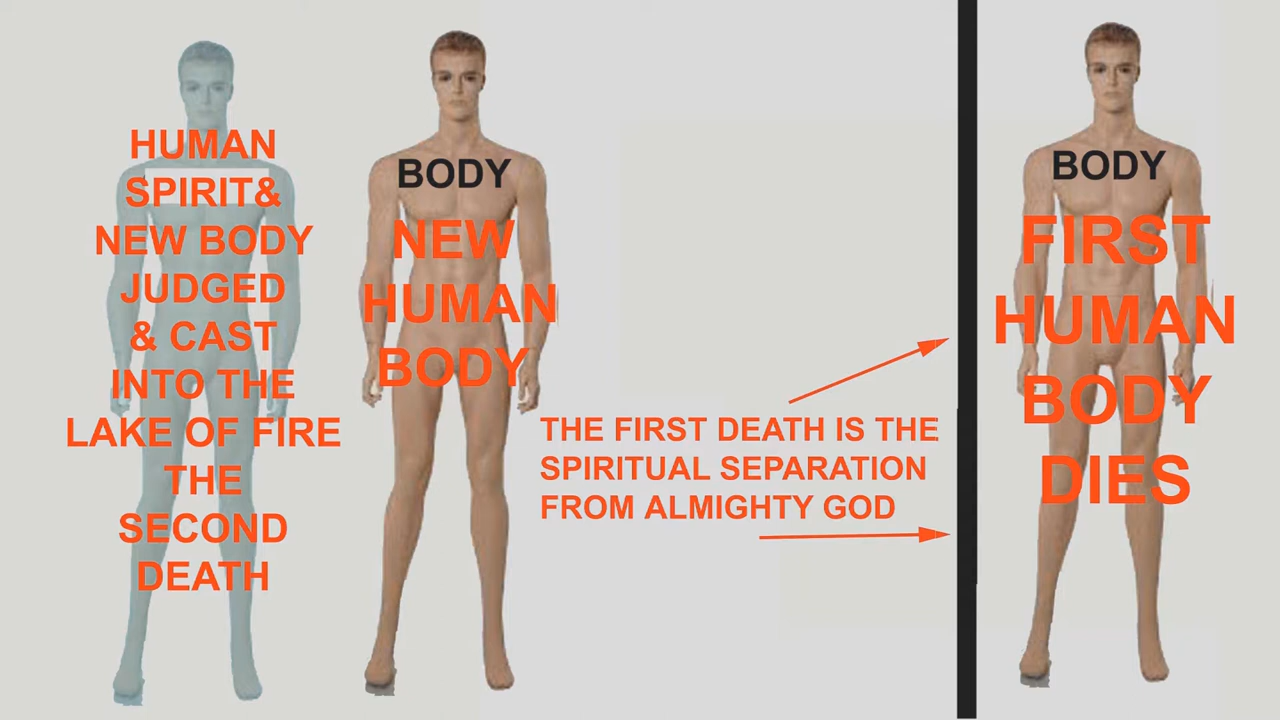 HUMAN
SPIRIT&
NEW BODY
JUDGED
& CAST
INTO THE
LAKE OF FIRE
THE
SECOND
DEATH
BODY
NEW
HUMAN
BODY
THE FIRST DEATH IS THE
SPIRITUAL SEPARATION
FROM ALMIGHTY GOD
BODY
FIRST
HUMAN
BODY
DIES